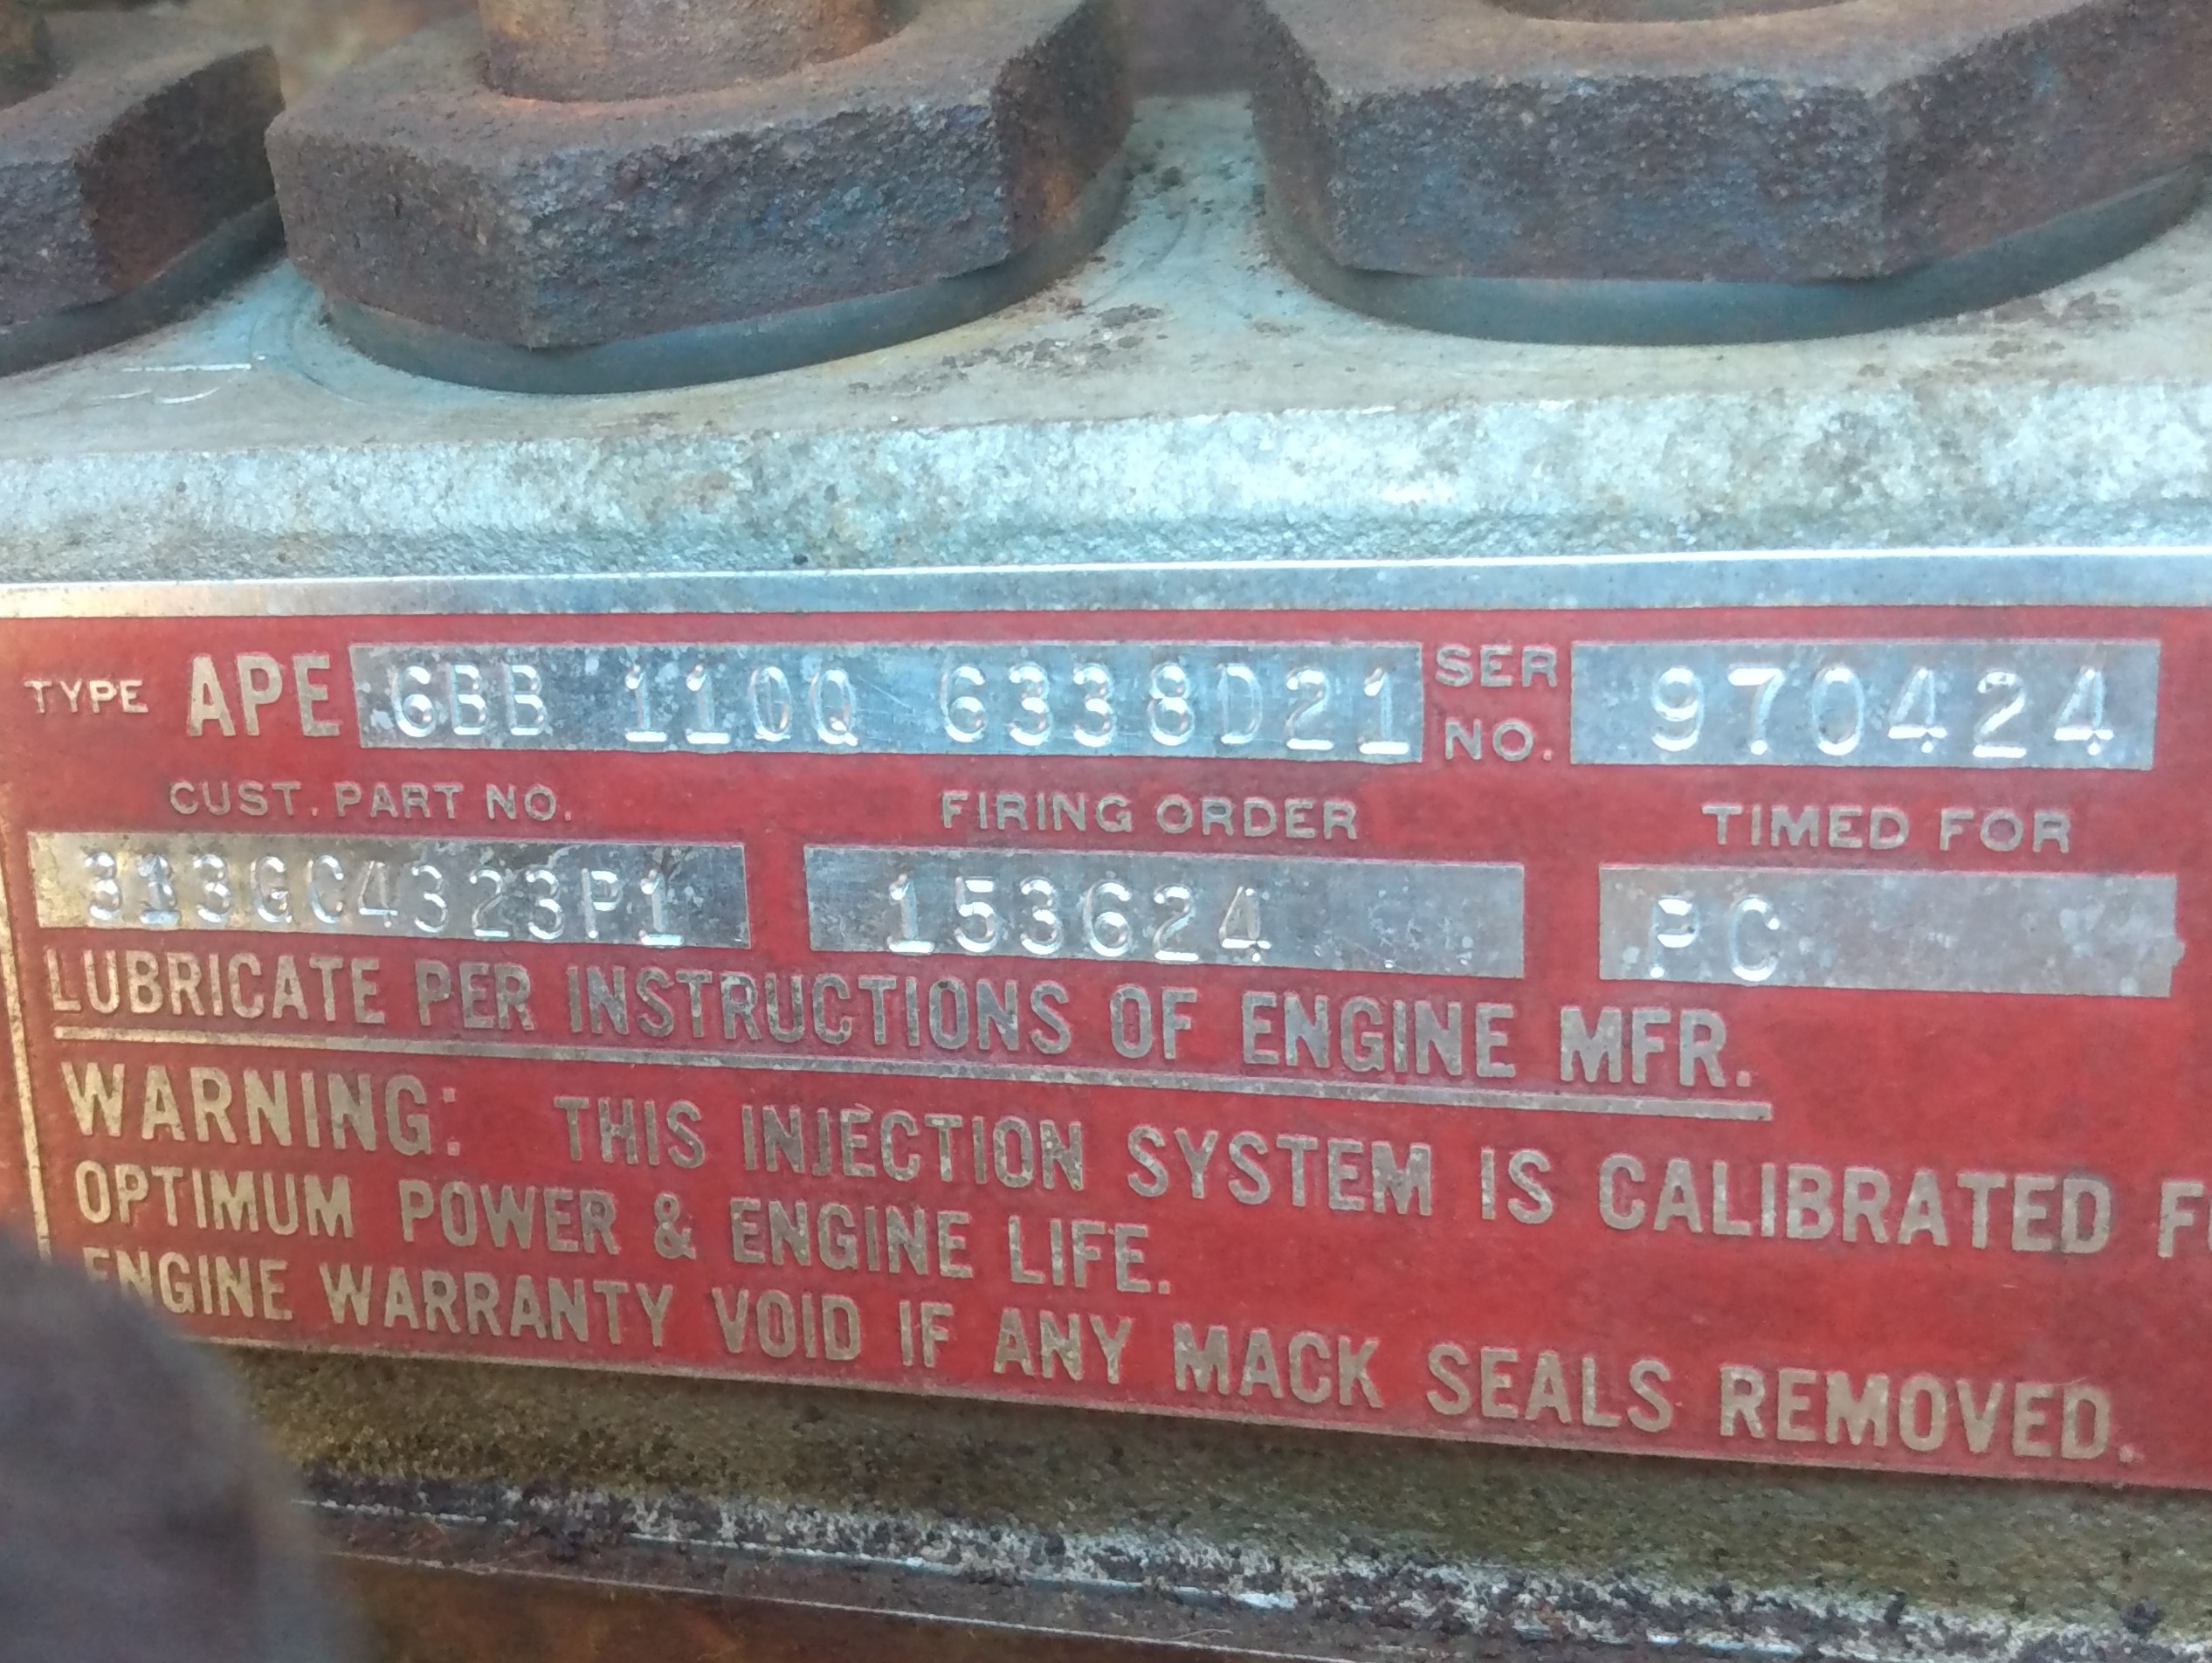 TYPE APE 6BB 110Q 6338D21 SER NO. 970424
CUST. PART NO. FIRING ORDER TIMED FOR
313GC4323P1 153624 PC
LUBRICATE PER INSTRUCTIONS OF ENGINE MFR.
WARNING: THIS INJECTION SYSTEM IS CALIBRATED
OPTIMUM POWER & ENGINE LIFE.
ENGINE WARRANTY VOID IF ANY MACK SEALS REMOVED.